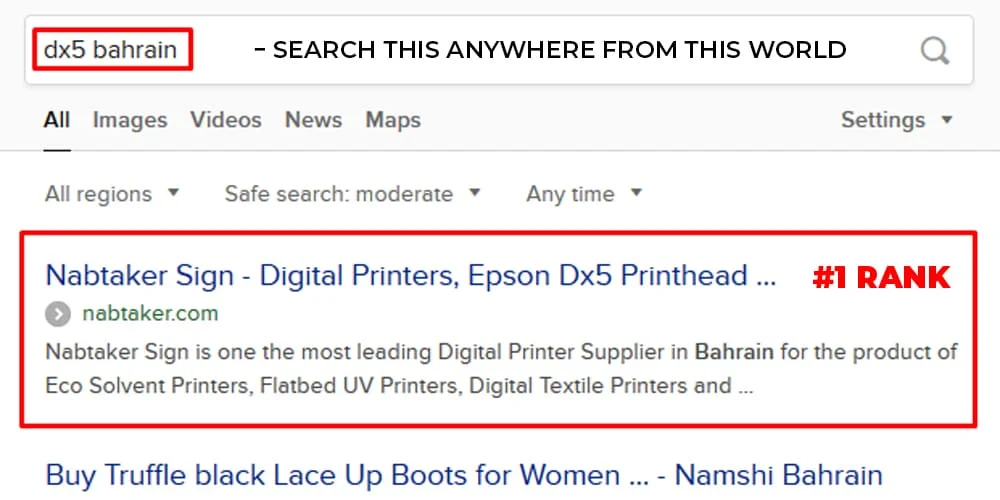 dx5 bahrain – SEARCH THIS ANYWHERE FROM THIS WORLD
All Images Videos News Maps Settings
All regions Safe search: moderate Any time
Nabtaker Sign - Digital Printers, Epson Dx5 Printhead ... #1 RANK
nabtaker.com
Nabtaker Sign is one the most leading Digital Printer Supplier in Bahrain for the product of
Eco Solvent Printers, Flatbed UV Printers, Digital Textile Printers and ...
Buy Truffle black Lace Up Boots for Women ... - Namshi Bahrain